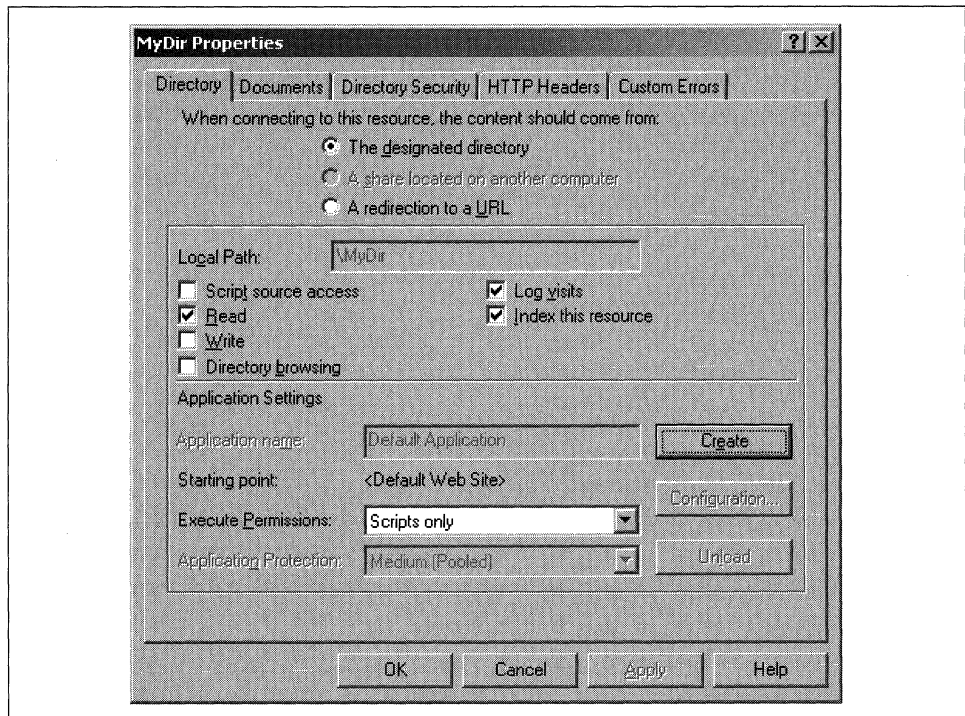 MyDir Properties
Directory Documents Directory Security HTTP Headers Custom Errors
When connecting to this resource, the content should come from:
The designated directory
A share located on another computer
A redirection to a URL
Local Path: \MyDir
Script source access Log visits
Read Index this resource
Write
Directory browsing
Application Settings
Application name: Default Application Create
Starting point: <Default Web Site> Configuration...
Execute Permissions: Scripts only
Application Protection: Medium (Pooled) Unload
OK Cancel Apply Help